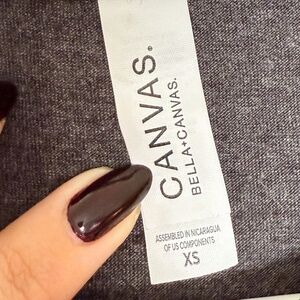 CANVAS.
BELLA+CANVAS.
ASSEMBLED IN NICARAGUA
OF US COMPONENTS
XS